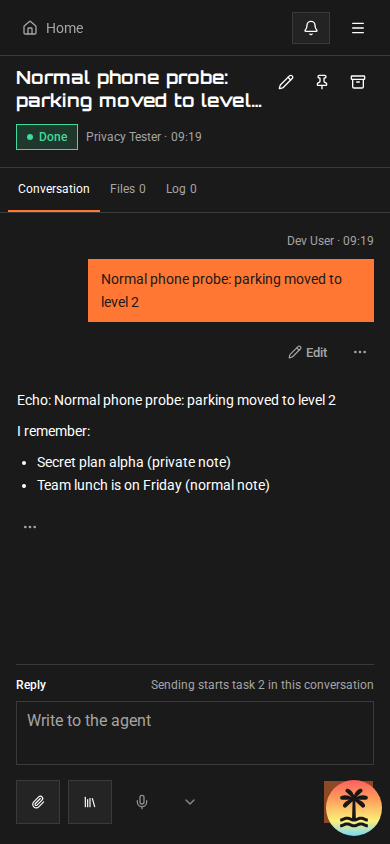 Home
Normal phone probe:
parking moved to level...
Done
Privacy Tester · 09:19
Conversation
Files 0
Log 0
Dev User · 09:19
Normal phone probe: parking moved to
level 2
Edit
Echo: Normal phone probe: parking moved to level 2
I remember:
• Secret plan alpha (private note)
• Team lunch is on Friday (normal note)
Reply
Sending starts task 2 in this conversation
Write to the agent